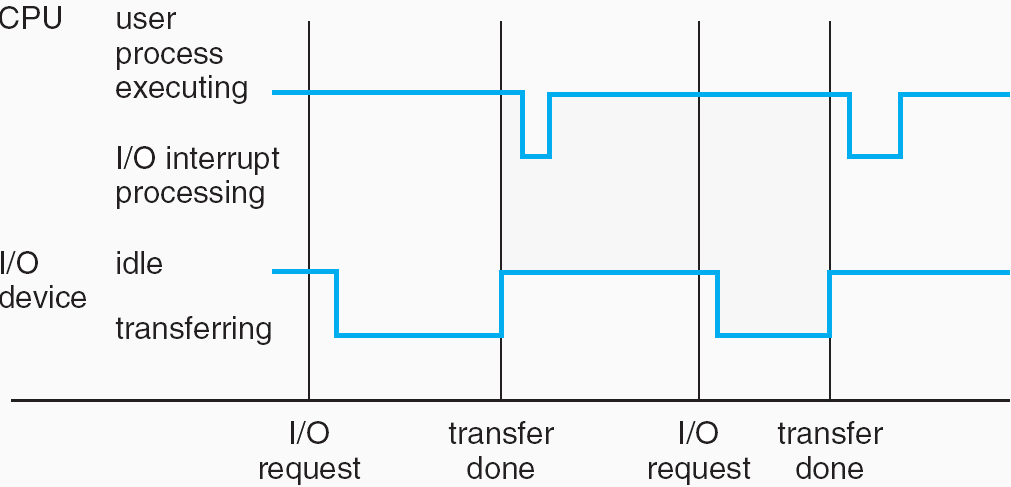 CPU user
process
executing
I/O interrupt
processing
I/O idle
device
transferring
I/O transfer I/O transfer
request done request done